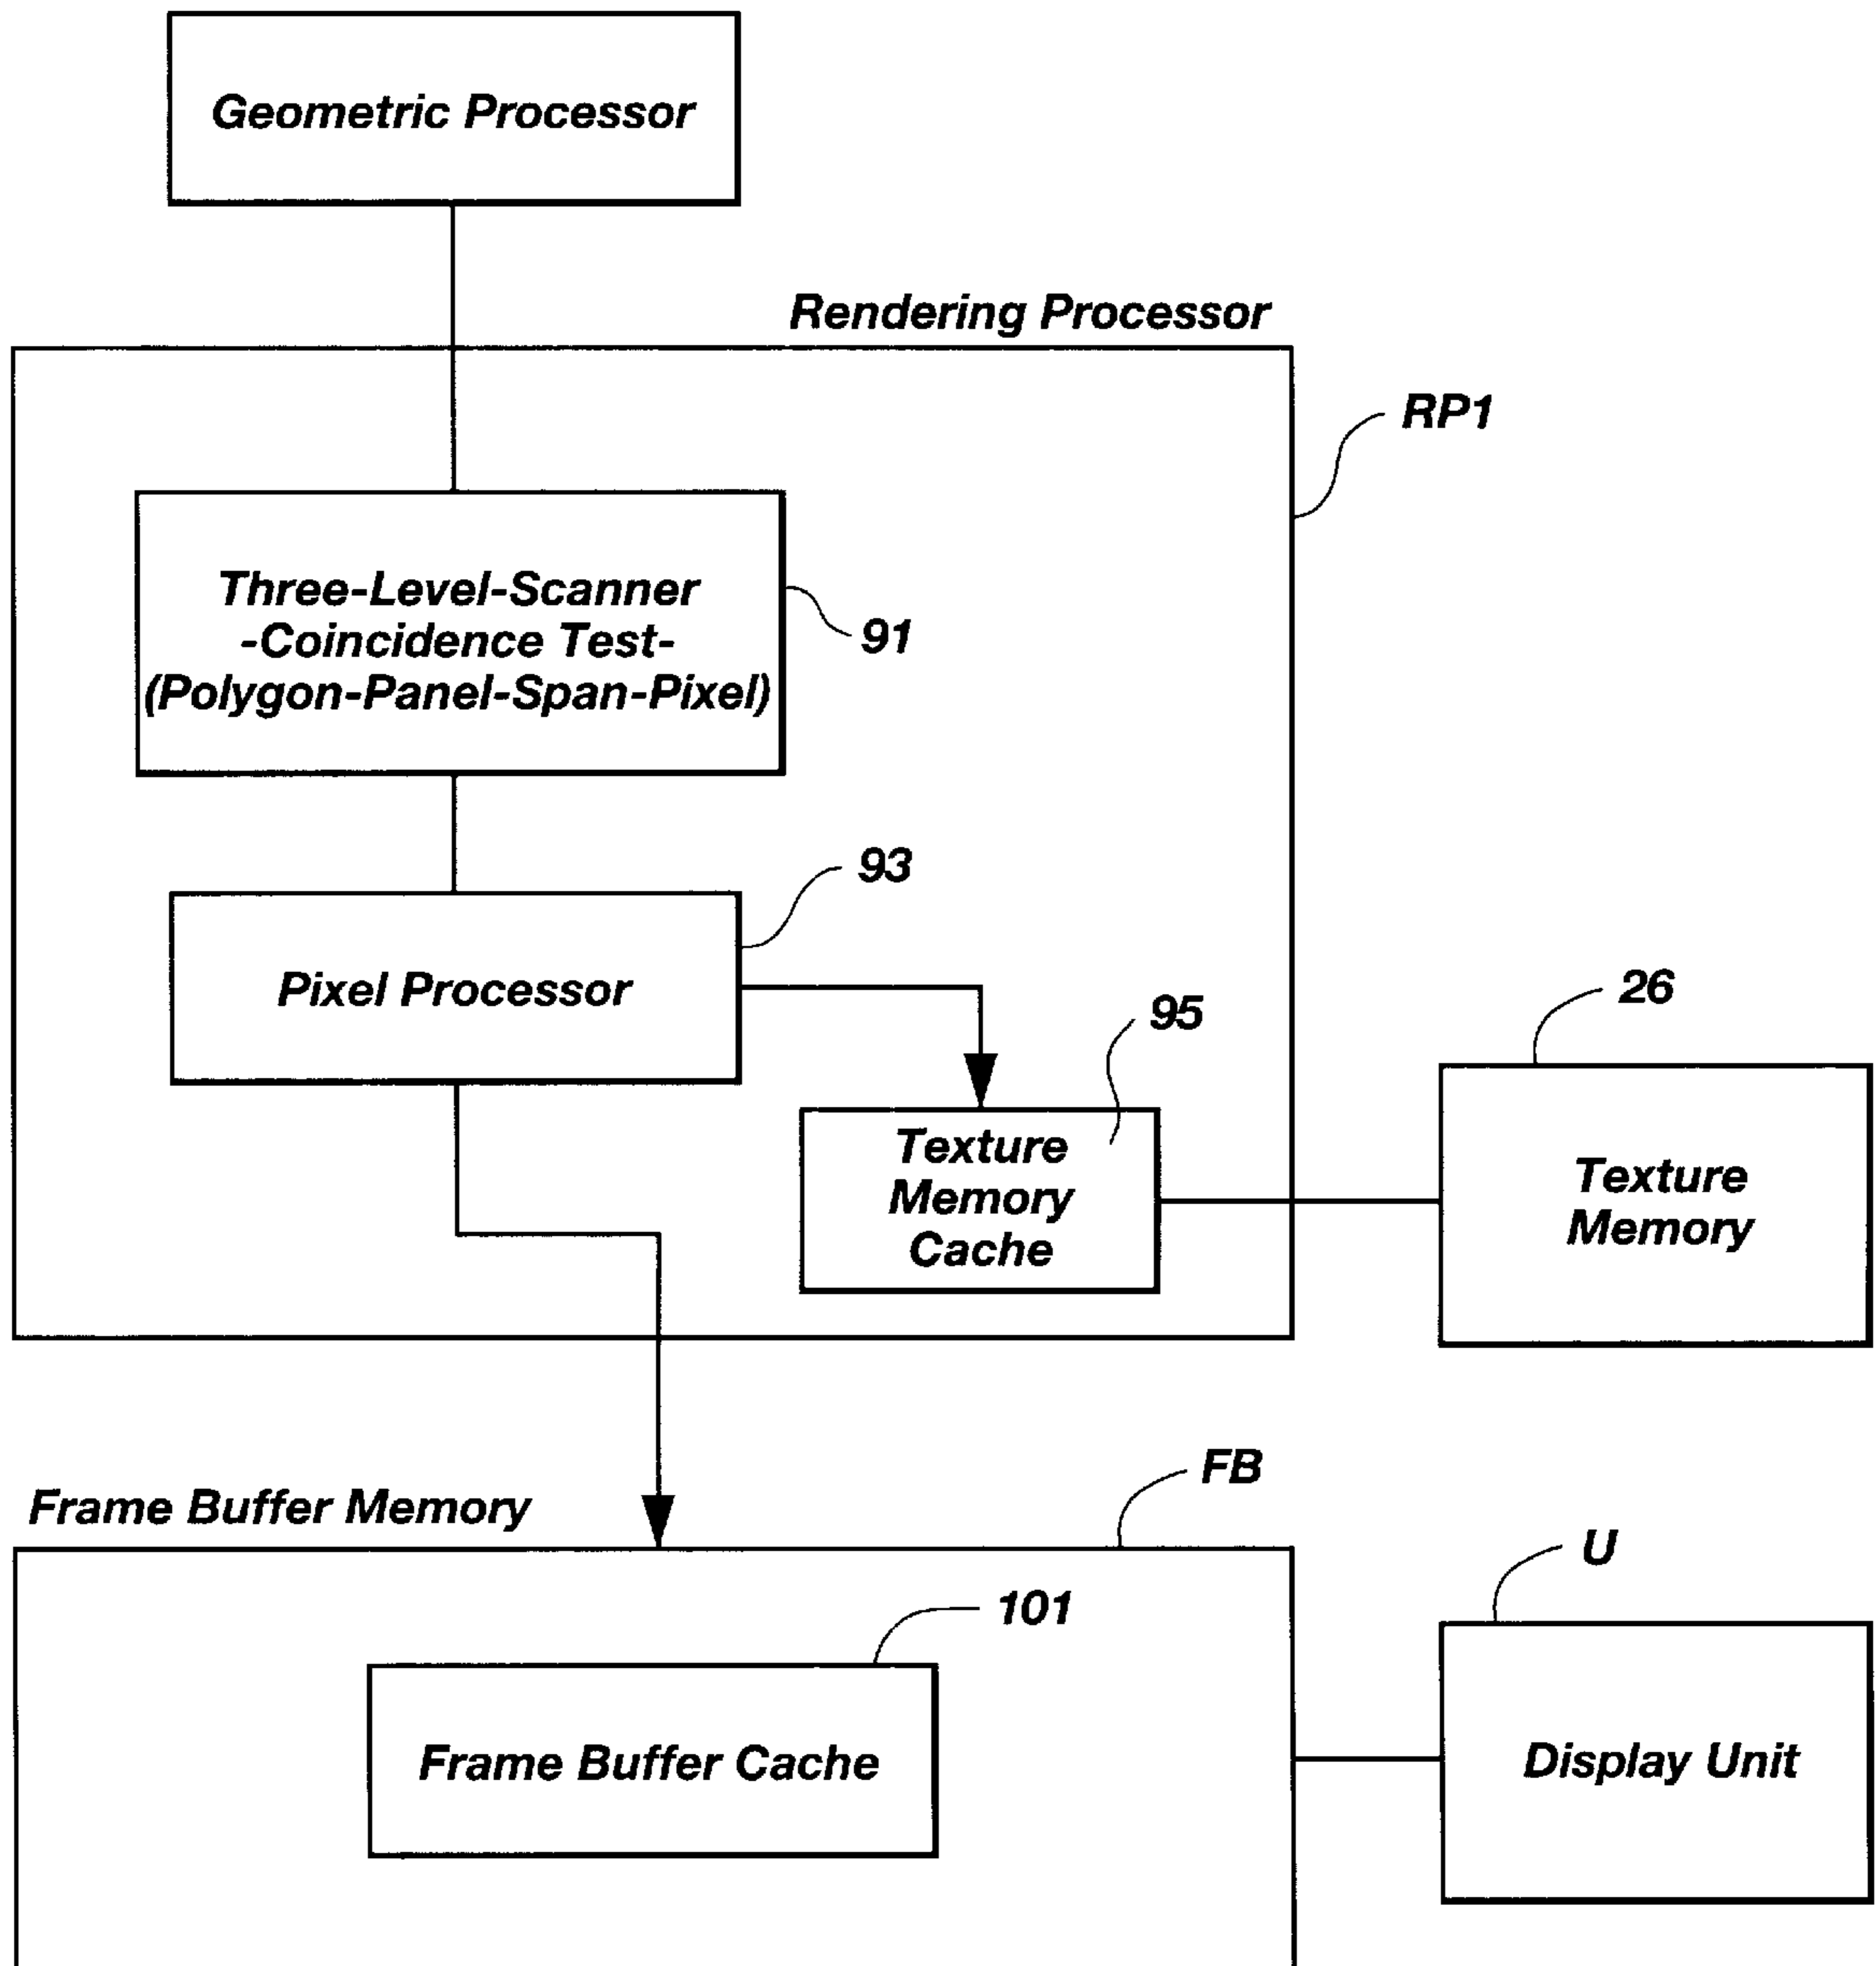 Geometric Processor
Rendering Processor
RP1
Three-Level-Scanner
-Coincidence Test-
(Polygon-Panel-Span-Pixel)
91
93
Pixel Processor
95
26
Texture
Memory
Cache
Texture
Memory
FB
Frame Buffer Memory
U
101
Frame Buffer Cache
Display Unit